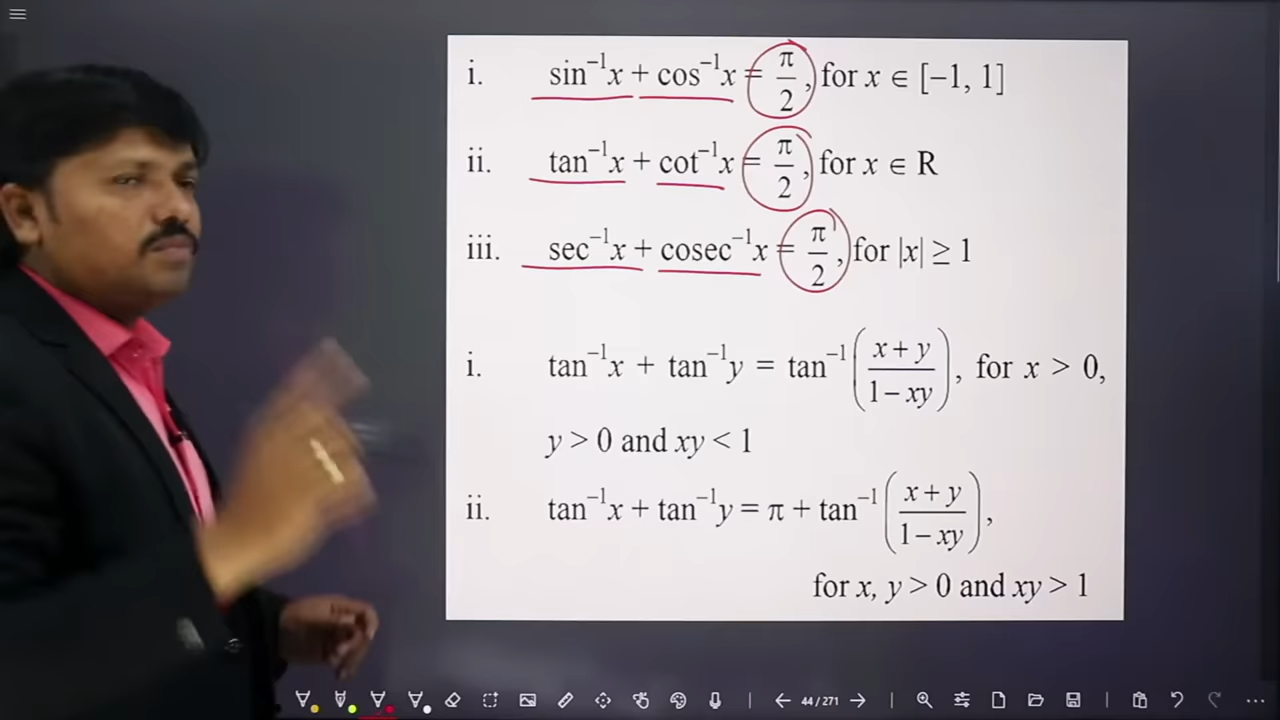 i. sin⁻¹x + cos⁻¹x = π/2, for x ∈ [−1, 1]
ii. tan⁻¹x + cot⁻¹x = π/2, for x ∈ R
iii. sec⁻¹x + cosec⁻¹x = π/2, for |x| ≥ 1
i. tan⁻¹x + tan⁻¹y = tan⁻¹((x + y)/(1 − xy)), for x > 0,
y > 0 and xy < 1
ii. tan⁻¹x + tan⁻¹y = π + tan⁻¹((x + y)/(1 − xy)),
for x, y > 0 and xy > 1
44 / 271